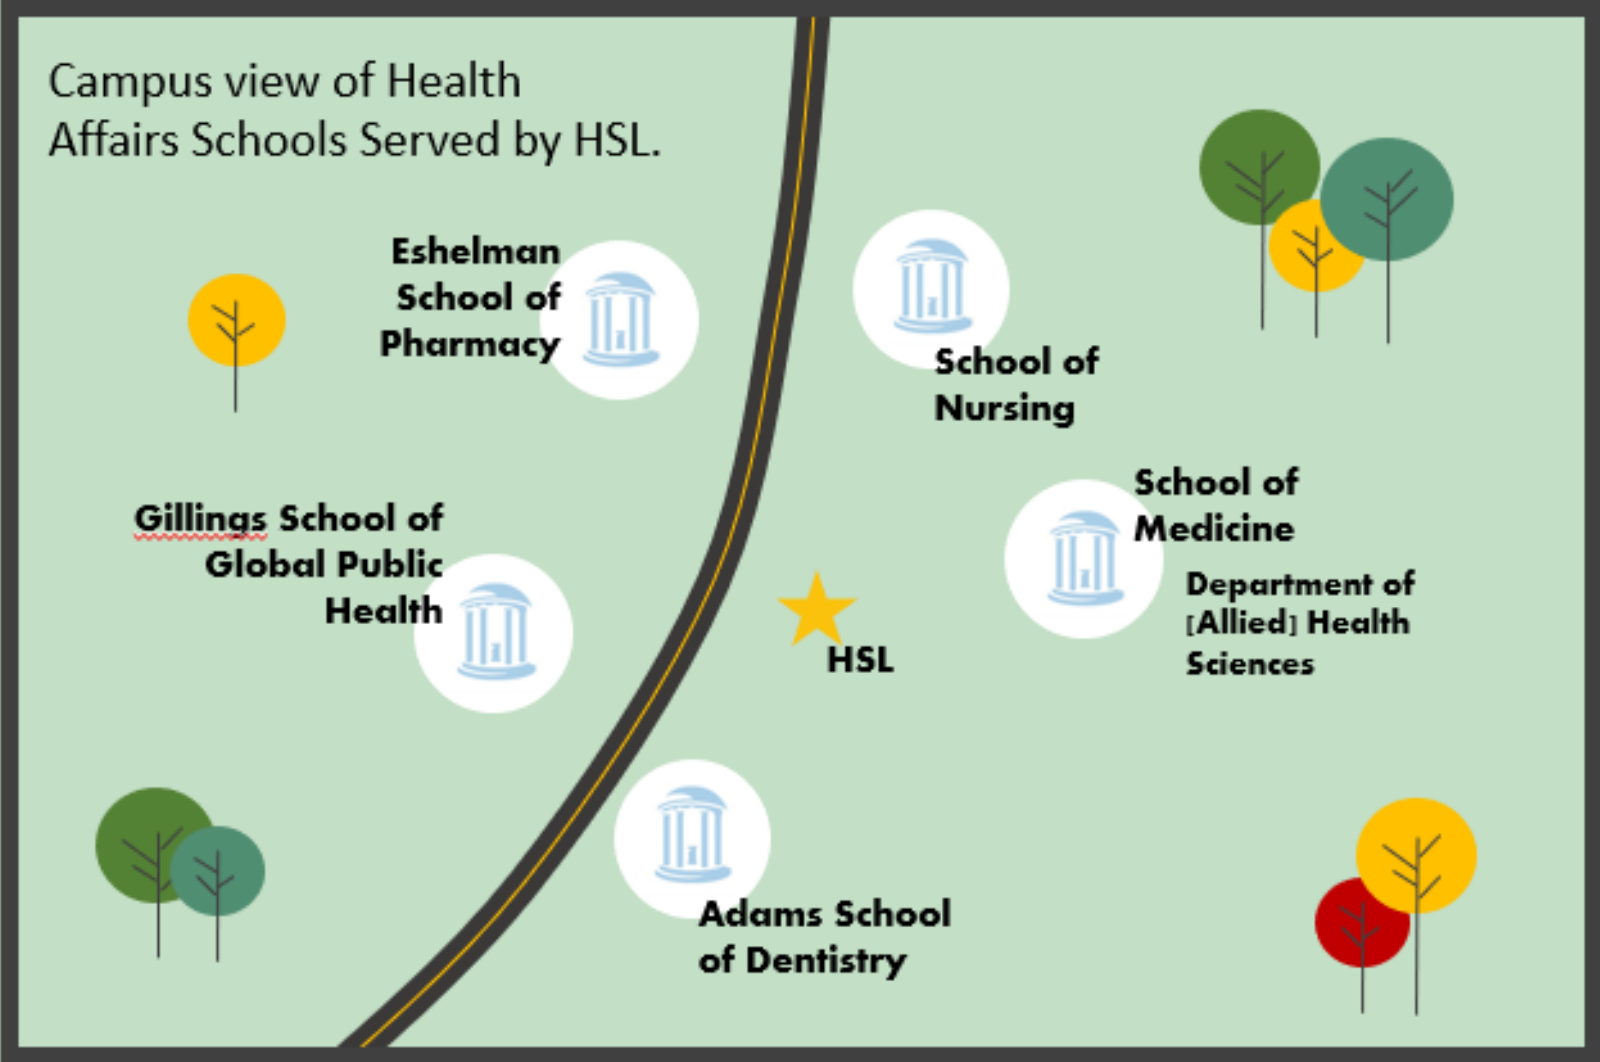 Campus view of Health
Affairs Schools Served by HSL.
Eshelman
School of
Pharmacy
School of
Nursing
Gillings School of
Global Public
Health
School of
Medicine
Department of
[Allied] Health
Sciences
HSL
Adams School
of Dentistry